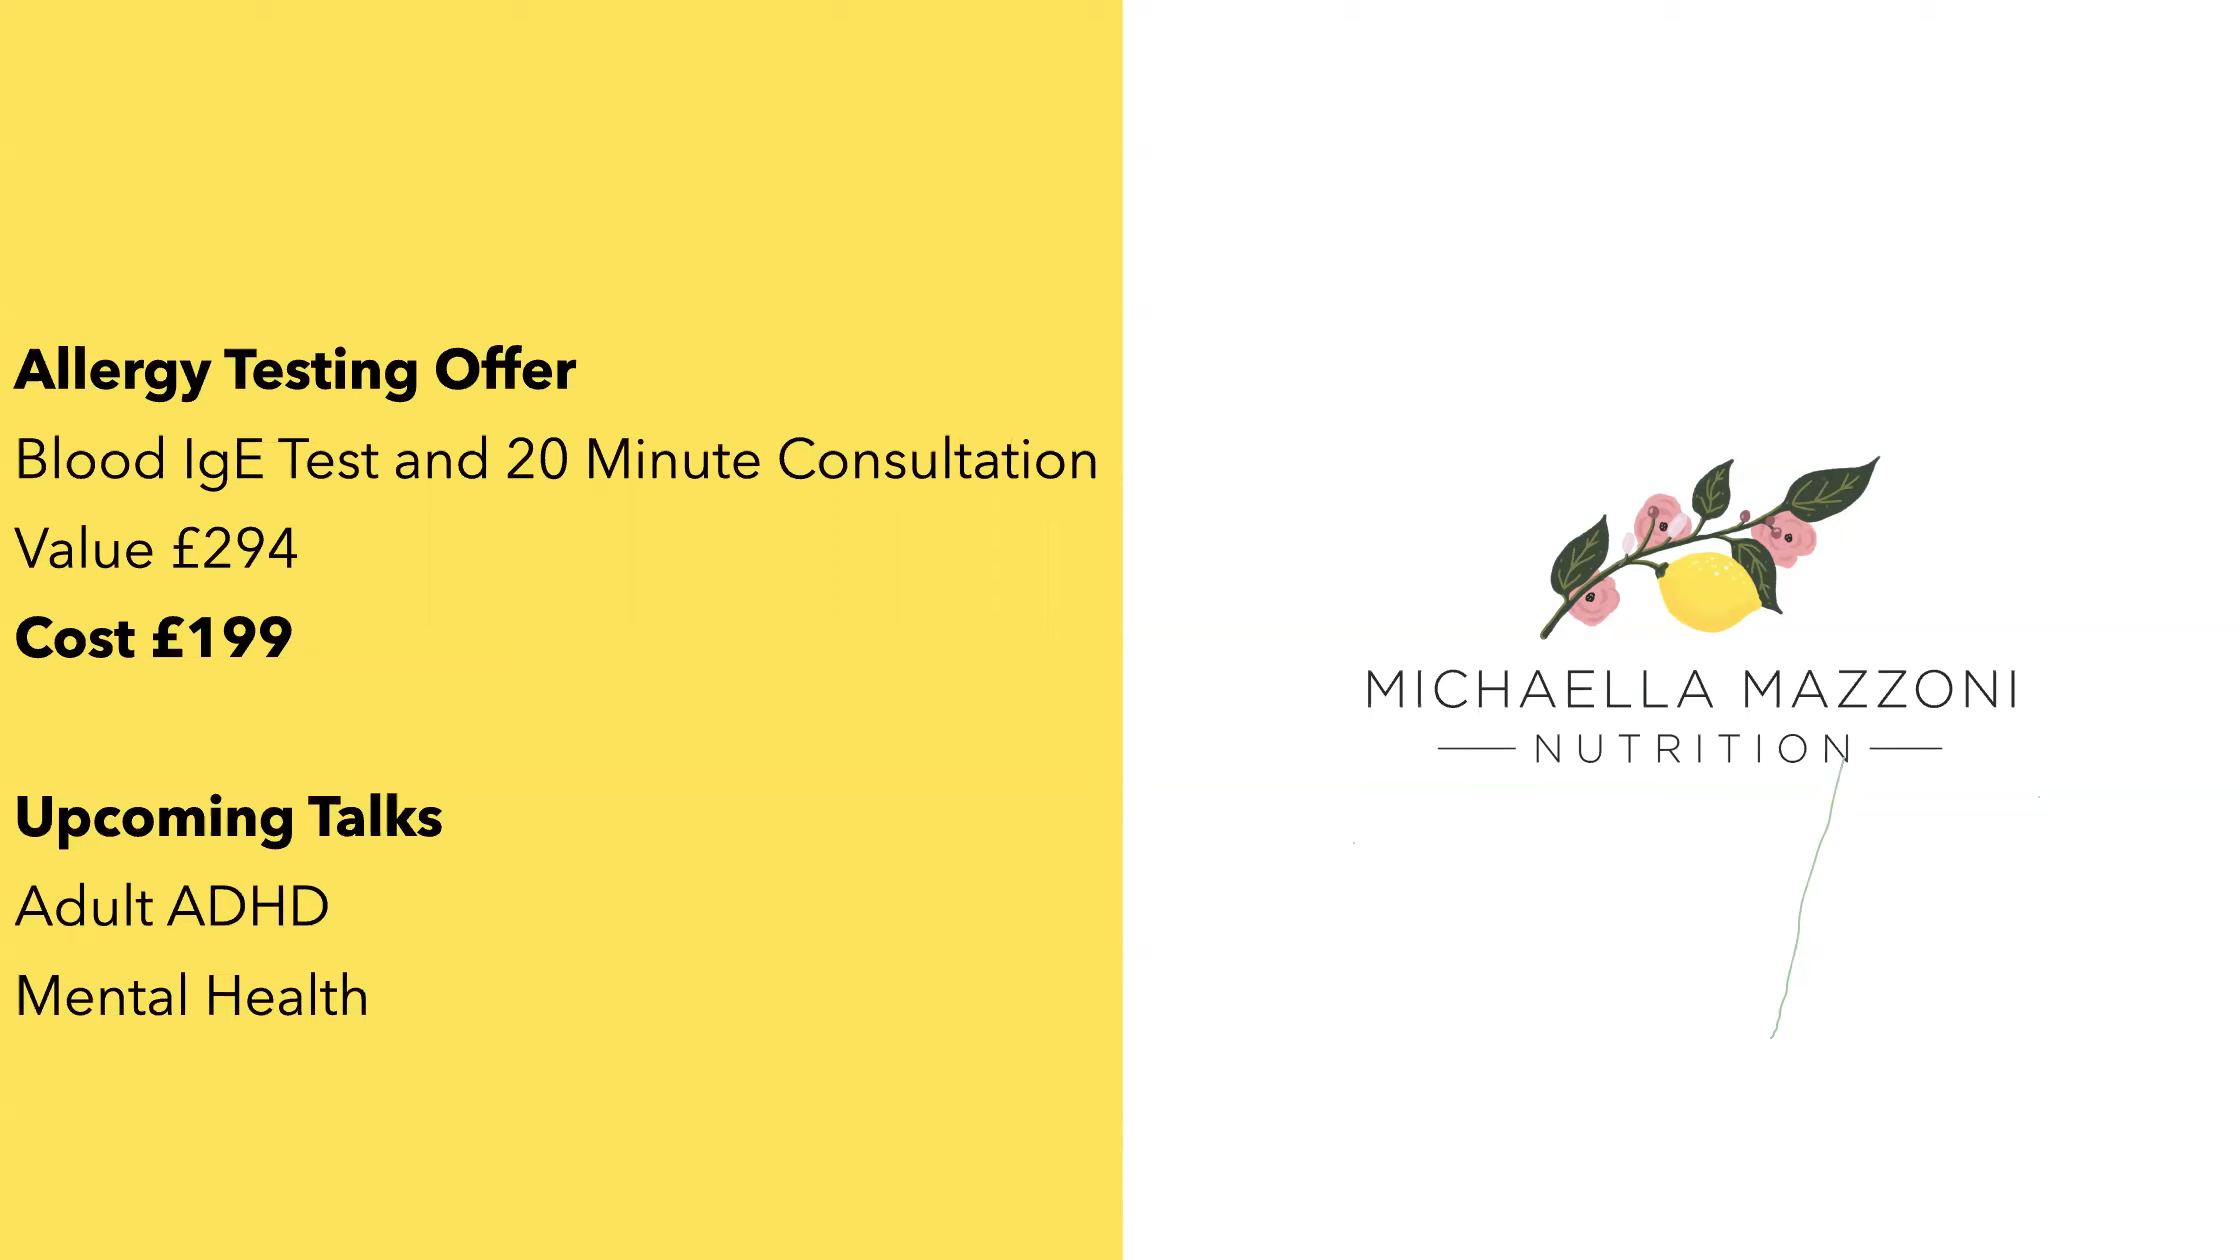 Allergy Testing Offer
Blood IgE Test and 20 Minute Consultation
Value £294
Cost £199
Upcoming Talks
Adult ADHD
Mental Health
MICHAELLA MAZZONI
NUTRITION